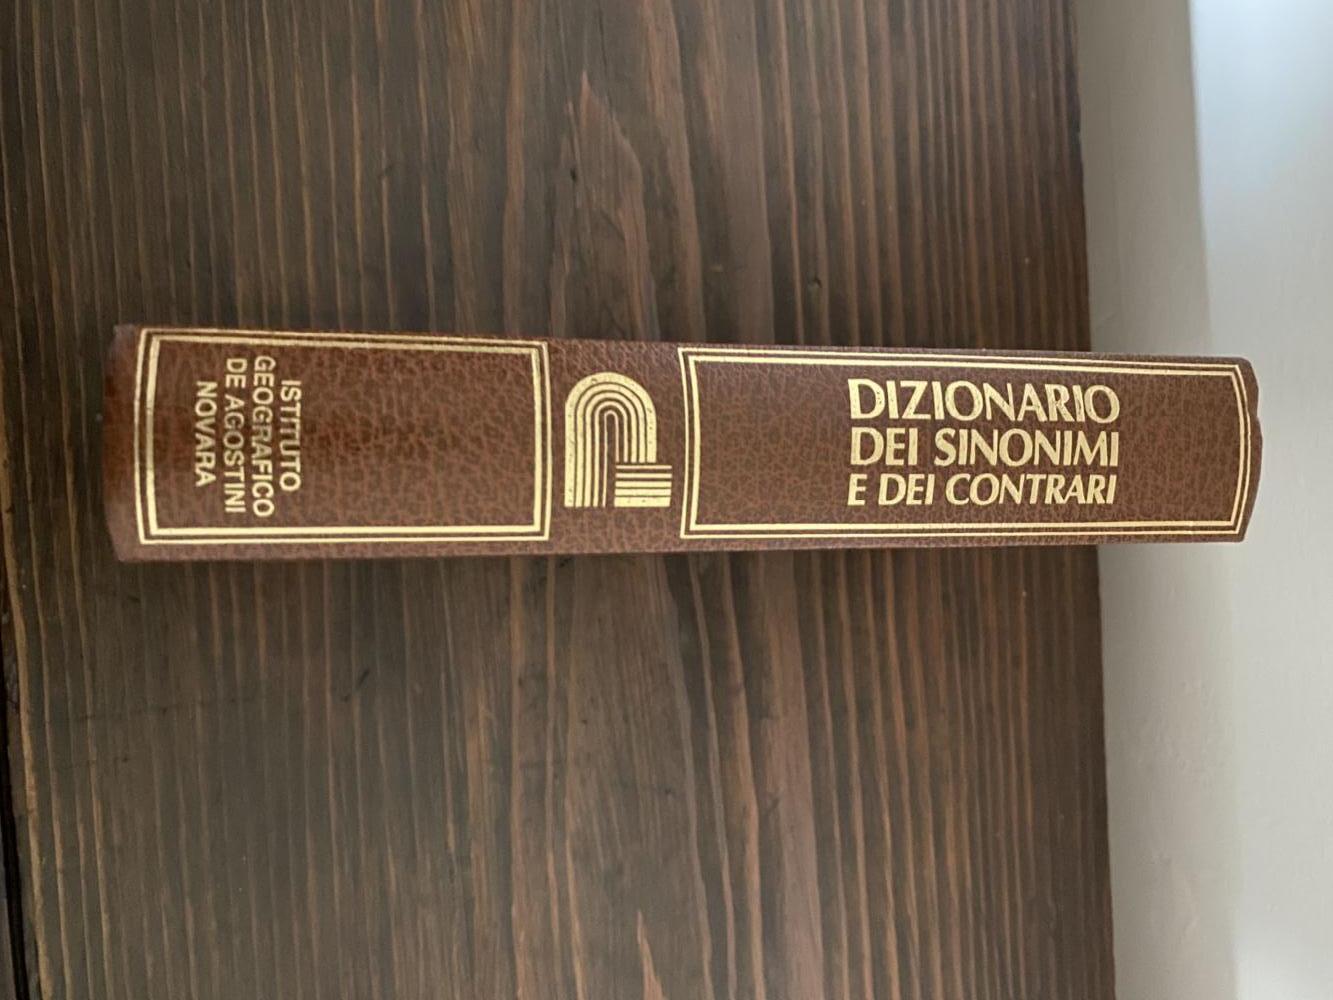 DIZIONARIO
DEI SINONIMI
E DEI CONTRARI
ISTITUTO
GEOGRAFICO
DE AGOSTINI
NOVARA